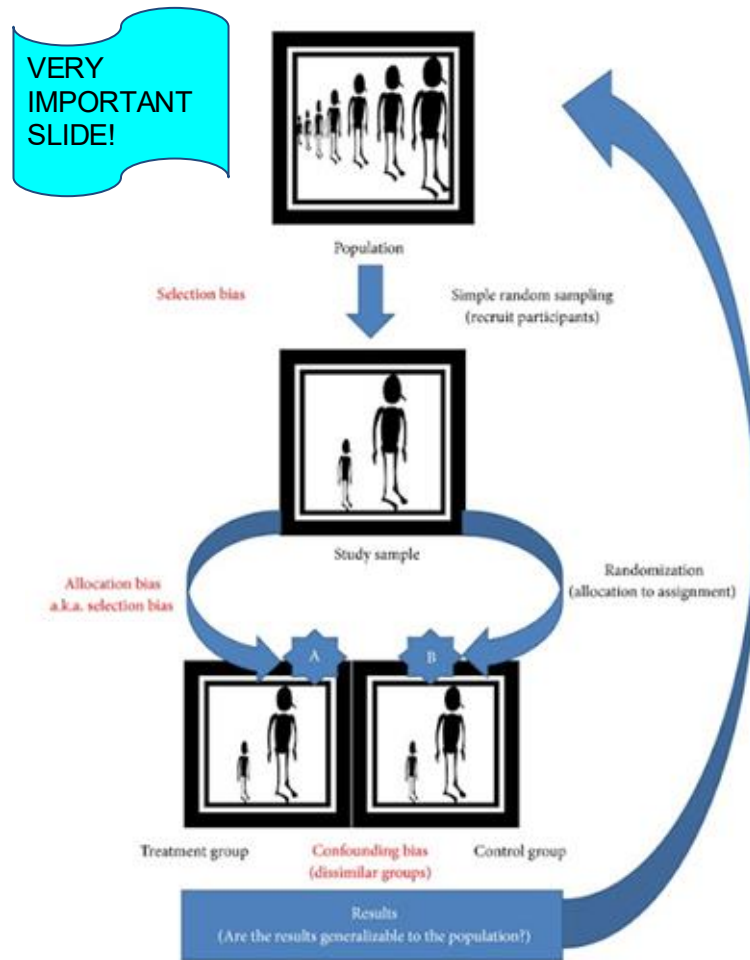 VERY
IMPORTANT
SLIDE!
Population
Selection bias
Simple random sampling
(recruit participants)
Study sample
Allocation bias
a.k.a. selection bias
Randomization
(allocation to assignment)
A
B
Treatment group
Confounding bias
(dissimilar groups)
Control group
Results
(Are the results generalizable to the population?)